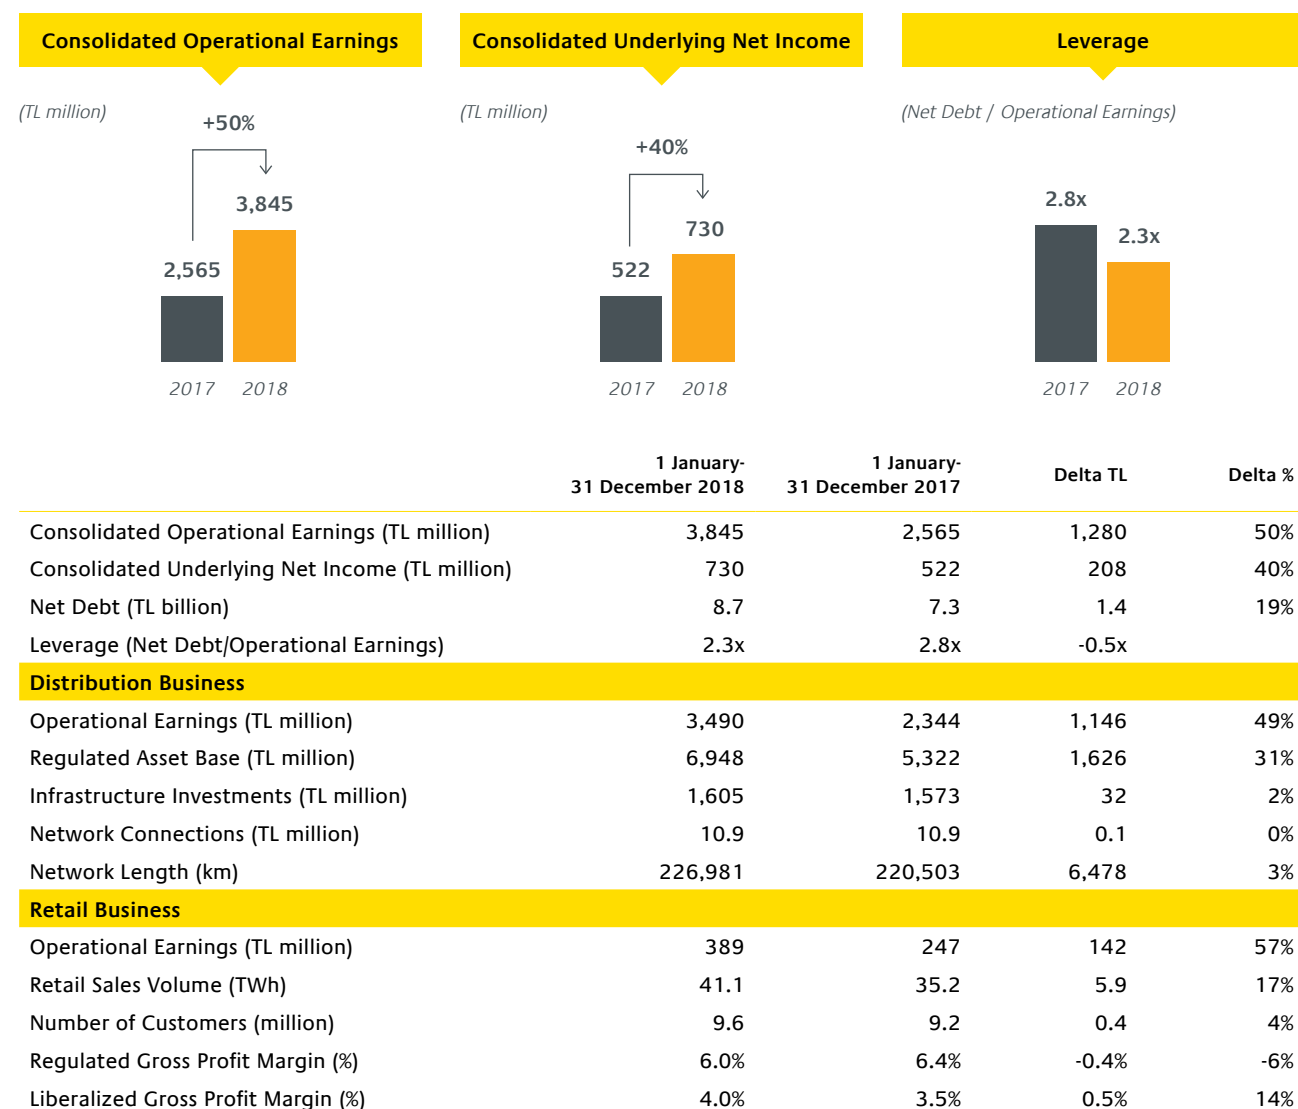 Consolidated Operational Earnings
(TL million)
+50%
3,845
2,565
2017 2018
Consolidated Underlying Net Income
(TL million)
+40%
730
522
2017 2018
Leverage
(Net Debt / Operational Earnings)
2.8x
2.3x
2017 2018
1 January- 1 January-
31 December 2018 31 December 2017 Delta TL Delta %
Consolidated Operational Earnings (TL million) 3,845 2,565 1,280 50%
Consolidated Underlying Net Income (TL million) 730 522 208 40%
Net Debt (TL billion) 8.7 7.3 1.4 19%
Leverage (Net Debt/Operational Earnings) 2.3x 2.8x -0.5x
Distribution Business
Operational Earnings (TL million) 3,490 2,344 1,146 49%
Regulated Asset Base (TL million) 6,948 5,322 1,626 31%
Infrastructure Investments (TL million) 1,605 1,573 32 2%
Network Connections (TL million) 10.9 10.9 0.1 0%
Network Length (km) 226,981 220,503 6,478 3%
Retail Business
Operational Earnings (TL million) 389 247 142 57%
Retail Sales Volume (TWh) 41.1 35.2 5.9 17%
Number of Customers (million) 9.6 9.2 0.4 4%
Regulated Gross Profit Margin (%) 6.0% 6.4% -0.4% -6%
Liberalized Gross Profit Margin (%) 4.0% 3.5% 0.5% 14%